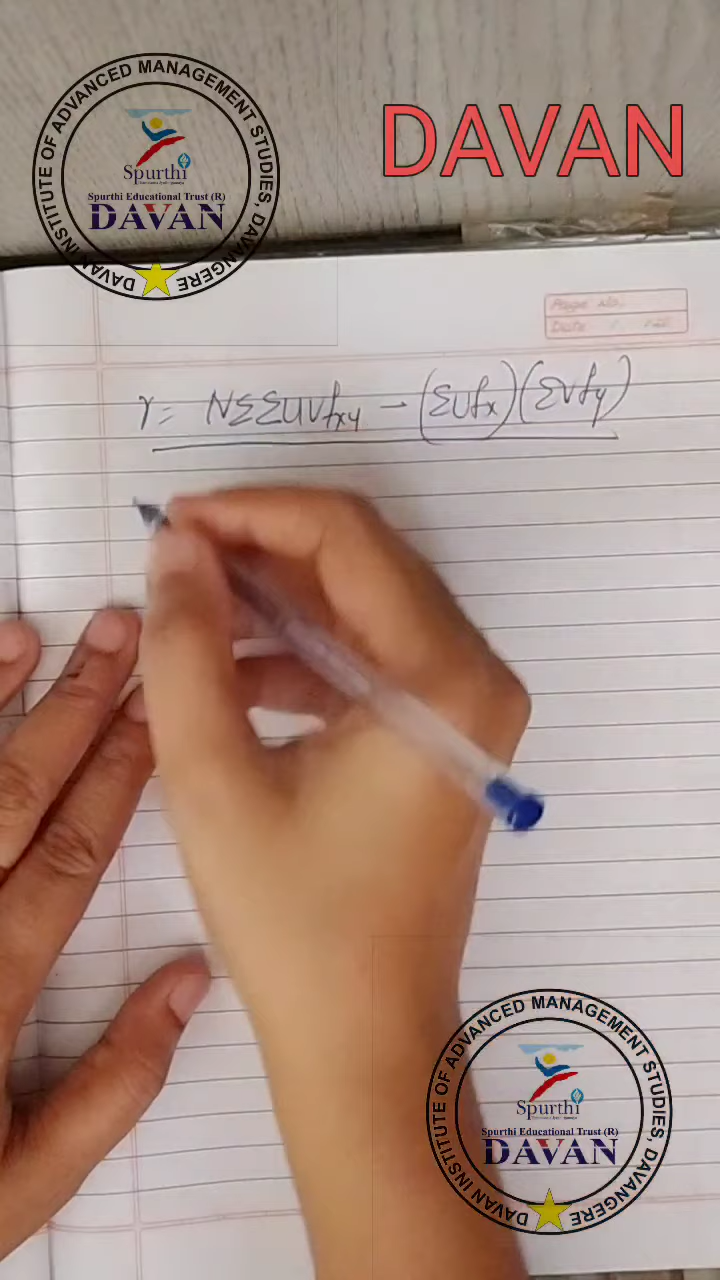 DAVAN INSTITUTE OF ADVANCED MANAGEMENT STUDIES, DAVANGERE
Spurthi
Spurthi Educational Trust (R)
DAVAN
DAVAN
Page No.
Date
r = NΣΣUVfxy - (ΣUfx)(ΣVfy)
DAVAN INSTITUTE OF ADVANCED MANAGEMENT STUDIES, DAVANGERE
Spurthi
Spurthi Educational Trust (R)
DAVAN